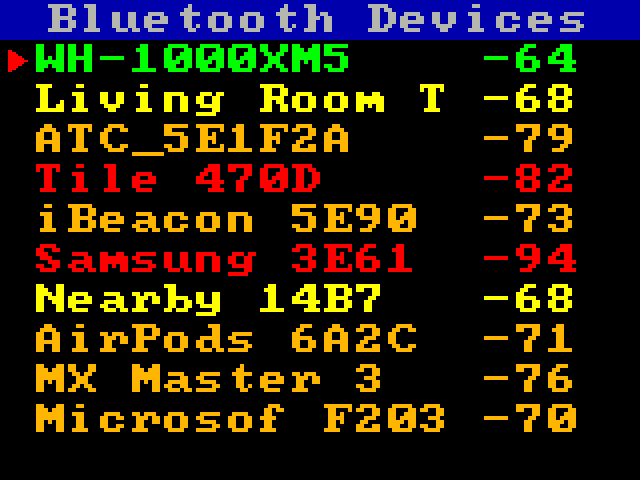 Bluetooth Devices
WH-1000XM5 -64
Living Room T -68
ATC_5E1F2A -79
Tile 470D -82
iBeacon 5E90 -73
Samsung 3E61 -94
Nearby 14B7 -68
AirPods 6A2C -71
MX Master 3 -76
Microsof F203 -70